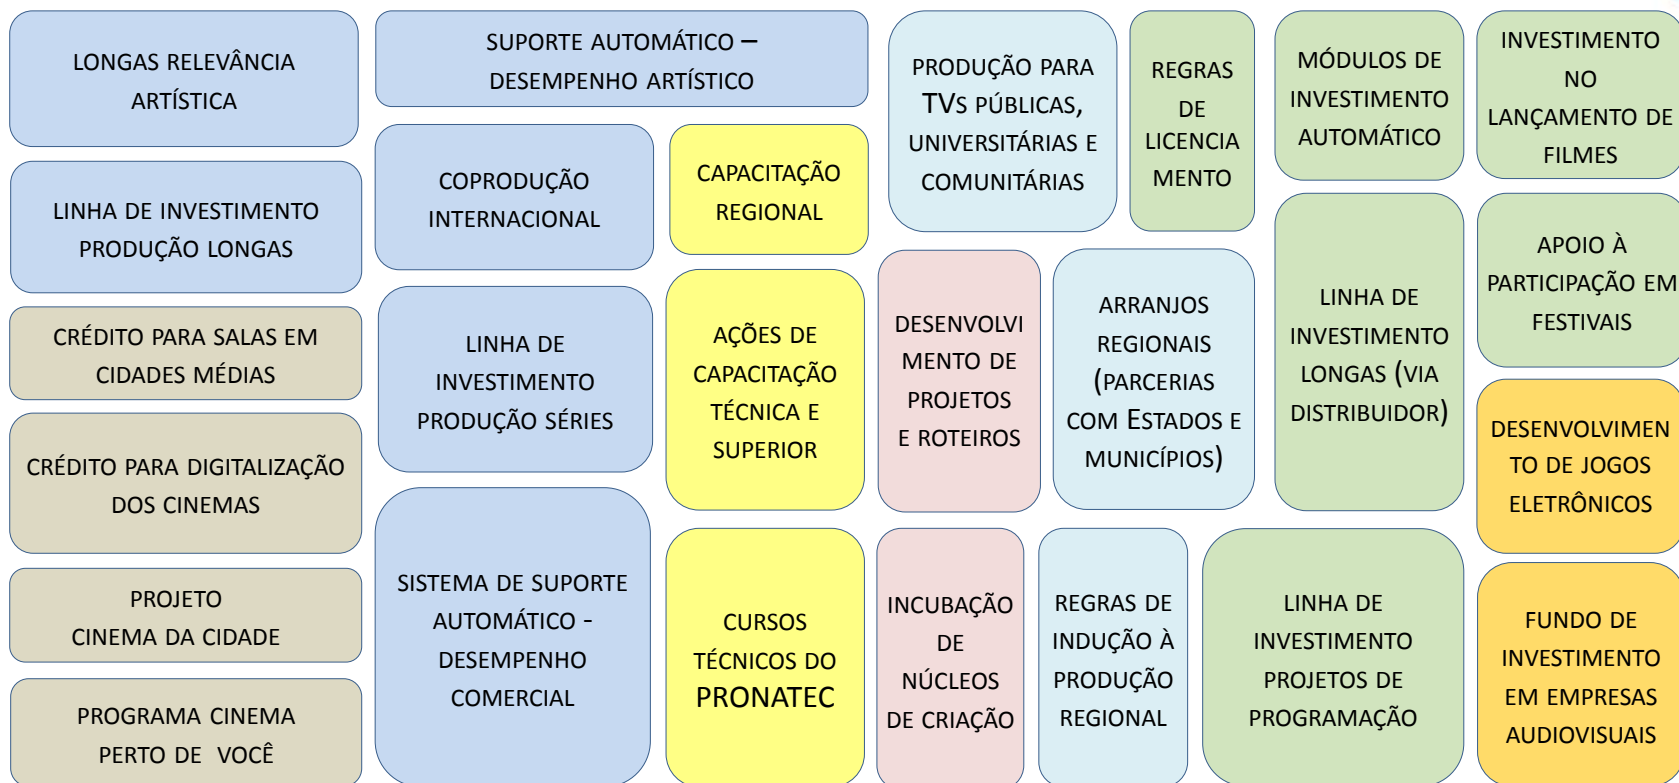 LONGAS RELEVÂNCIA
ARTÍSTICA
LINHA DE INVESTIMENTO
PRODUÇÃO LONGAS
CRÉDITO PARA SALAS EM
CIDADES MÉDIAS
CRÉDITO PARA DIGITALIZAÇÃO
DOS CINEMAS
PROJETO
CINEMA DA CIDADE
PROGRAMA CINEMA
PERTO DE VOCÊ
SUPORTE AUTOMÁTICO –
DESEMPENHO ARTÍSTICO
COPRODUÇÃO
INTERNACIONAL
LINHA DE
INVESTIMENTO
PRODUÇÃO SÉRIES
SISTEMA DE SUPORTE
AUTOMÁTICO -
DESEMPENHO
COMERCIAL
CAPACITAÇÃO
REGIONAL
AÇÕES DE
CAPACITAÇÃO
TÉCNICA E
SUPERIOR
CURSOS
TÉCNICOS DO
PRONATEC
PRODUÇÃO PARA
TVS PÚBLICAS,
UNIVERSITÁRIAS E
COMUNITÁRIAS
DESENVOLVI
MENTO DE
PROJETOS
E ROTEIROS
INCUBAÇÃO
DE
NÚCLEOS
DE CRIAÇÃO
REGRAS
DE
LICENCIA
MENTO
ARRANJOS
REGIONAIS
(PARCERIAS
COM ESTADOS E
MUNICÍPIOS)
REGRAS DE
INDUÇÃO À
PRODUÇÃO
REGIONAL
MÓDULOS DE
INVESTIMENTO
AUTOMÁTICO
LINHA DE
INVESTIMENTO
LONGAS (VIA
DISTRIBUIDOR)
LINHA DE
INVESTIMENTO
PROJETOS DE
PROGRAMAÇÃO
INVESTIMENTO
NO
LANÇAMENTO DE
FILMES
APOIO À
PARTICIPAÇÃO EM
FESTIVAIS
DESENVOLVIMEN
TO DE JOGOS
ELETRÔNICOS
FUNDO DE
INVESTIMENTO
EM EMPRESAS
AUDIOVISUAIS